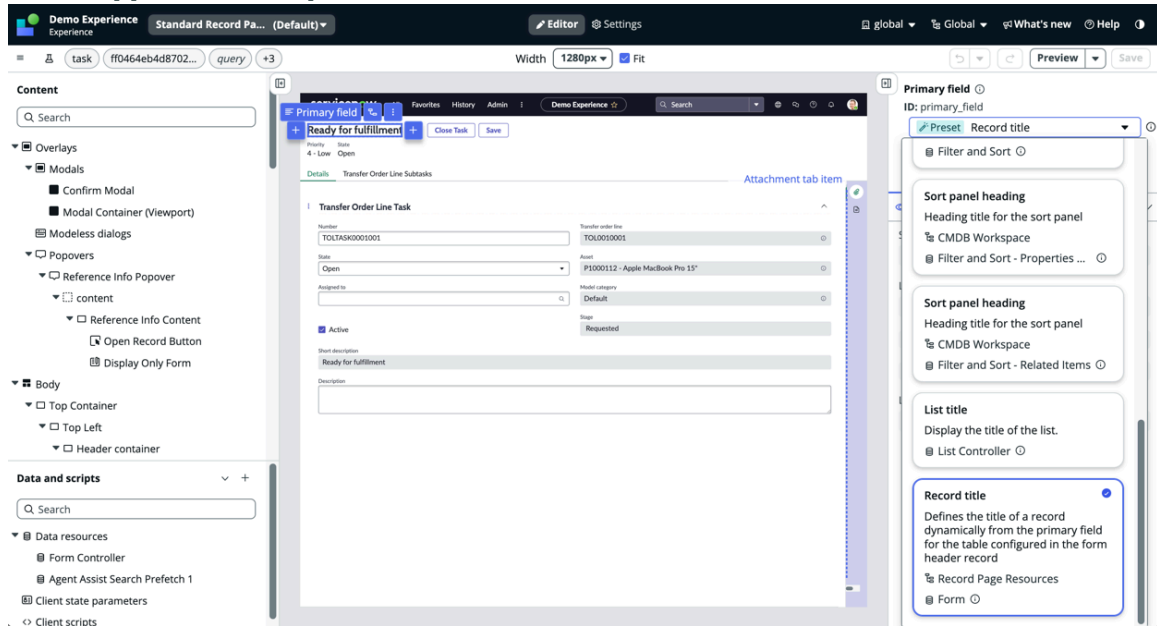 Demo Experience
Experience
Standard Record Pa... (Default)
Editor
Settings
global
Global
What's new
Help
task
ff0464eb4d8702...
query
+3
Width
1280px
Fit
Preview
Save
Content
Search
Overlays
Modals
Confirm Modal
Modal Container (Viewport)
Modeless dialogs
Popovers
Reference Info Popover
content
Reference Info Content
Open Record Button
Display Only Form
Body
Top Container
Top Left
Header container
Data and scripts
Search
Data resources
Form Controller
Agent Assist Search Prefetch 1
Client state parameters
Client scripts
Favorites
History
Admin
Demo Experience
Search
Primary field
Ready for fulfillment
Close Task
Save
Priority
State
4 - Low
Open
Details
Transfer Order Line Subtasks
Attachment tab item
Transfer Order Line Task
Number
Transfer order line
TOLTASK0001001
TOL0010001
State
Asset
Open
P1000112 - Apple MacBook Pro 15"
Assigned to
Model category
Default
Stage
Active
Requested
Short description
Ready for fulfillment
Description
Primary field
ID: primary_field
Preset
Record title
Filter and Sort
Sort panel heading
Heading title for the sort panel
CMDB Workspace
Filter and Sort - Properties ...
Sort panel heading
Heading title for the sort panel
CMDB Workspace
Filter and Sort - Related Items
List title
Display the title of the list.
List Controller
Record title
Defines the title of a record
dynamically from the primary field
for the table configured in the form
header record
Record Page Resources
Form